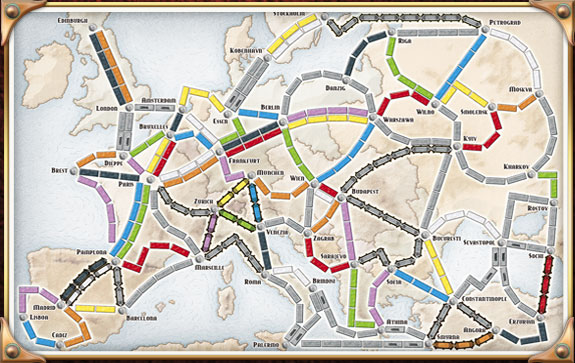 Edinburgh
Stockholm
Petrograd
Riga
Kobenhavn
Danzig
Moskva
London
Amsterdam
Essen
Berlin
Wilno
Smolensk
Bruxelles
Warszawa
Kyiv
Dieppe
Frankfurt
Brest
Paris
Munchen
Wien
Kharkov
Zurich
Budapest
Rostov
Venezia
Zagrab
Bucuresti
Sevastopol
Pamplona
Marseille
Sarajevo
Sochi
Roma
Brindisi
Sofia
Madrid
Lisboa
Barcelona
Constantinople
Cadiz
Palermo
Athina
Smyrna
Angora
Erzurum